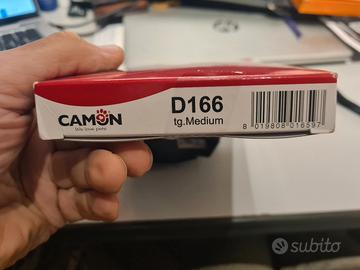 CAMON
We love pets
D166
tg.Medium
8 019808 016597
subito